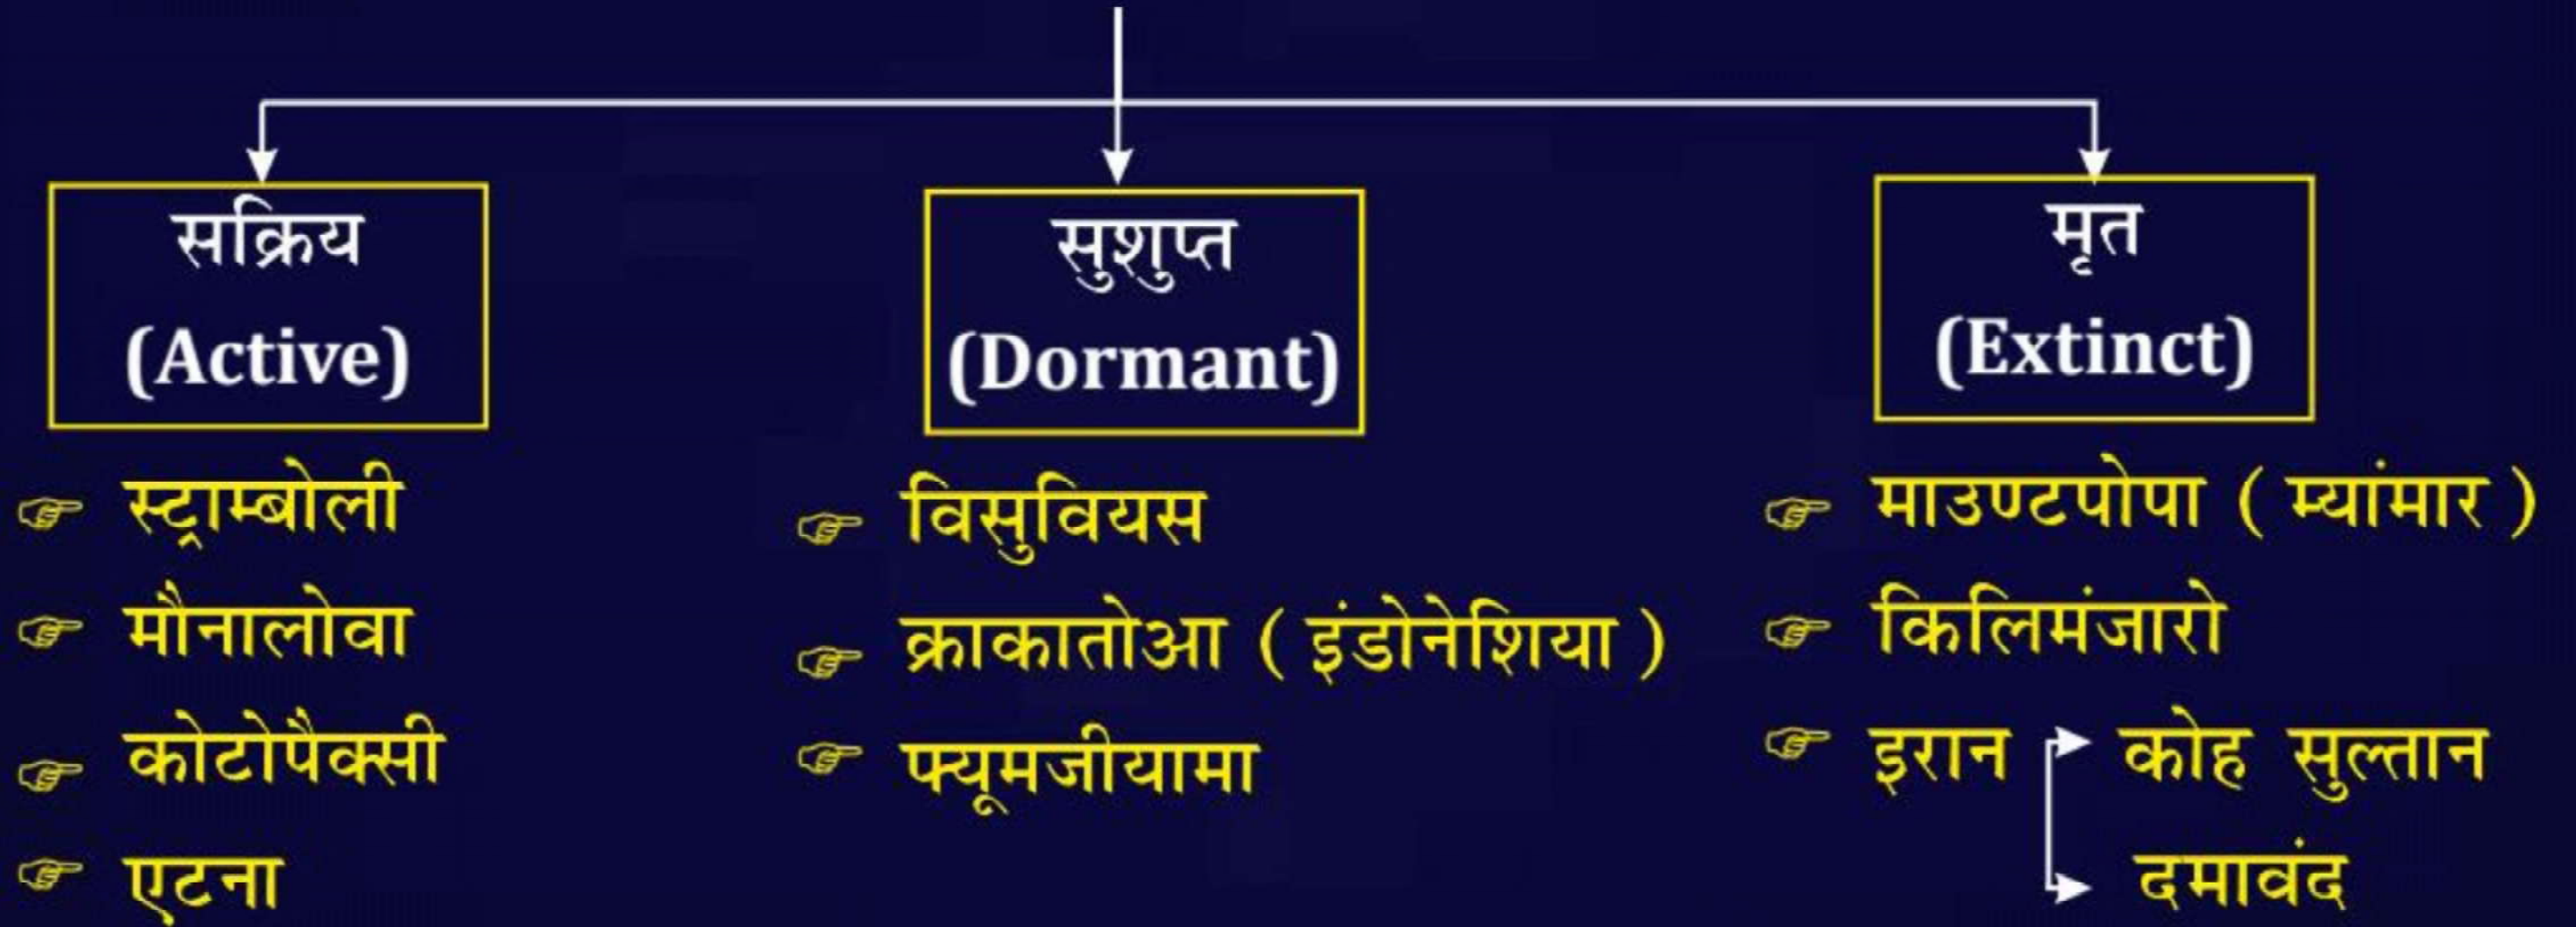 सक्रिय
(Active)
स्ट्राम्बोली
मौनालोवा
कोटोपैक्सी
एटना
सुशुप्त
(Dormant)
विसुवियस
क्राकातोआ ( इंडोनेशिया )
फ्यूमजीयामा
मृत
(Extinct)
माउण्टपोपा ( म्यांमार )
किलिमंजारो
इरान कोह सुल्तान
दमावंद